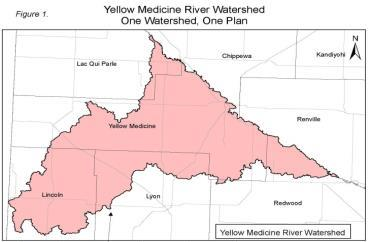 Figure 1.
Yellow Medicine River Watershed
One Watershed, One Plan
N
Lac Qui Parle
Chippewa
Kandiyohi
Yellow Medicine
Renville
Lincoln
Lyon
Redwood
Yellow Medicine River Watershed